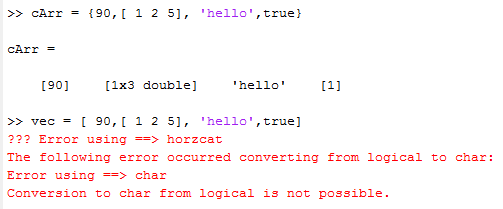 >> cArr = {90,[ 1 2 5], 'hello',true}
cArr =
[90] [1x3 double] 'hello' [1]
>> vec = [ 90,[ 1 2 5], 'hello',true]
??? Error using ==> horzcat
The following error occurred converting from logical to char:
Error using ==> char
Conversion to char from logical is not possible.